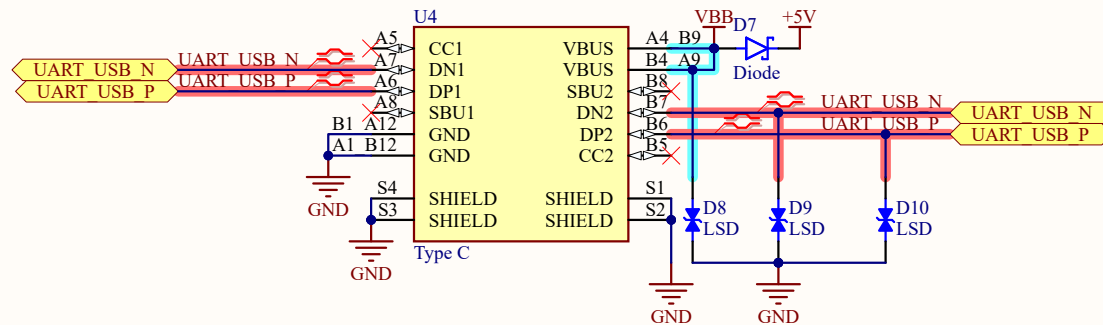 U4
VBB
D7
+5V
A5
CC1
VBUS
A4
B9
Diode
UART_USB_N
UART_USB_N
A7
DN1
VBUS
B4
A9
UART_USB_P
UART_USB_P
A6
DP1
SBU2
B8
A8
SBU1
DN2
B7
UART_USB_N
UART_USB_N
B1
A12
GND
DP2
B6
UART_USB_P
UART_USB_P
A1
B12
GND
CC2
B5
GND
S4
SHIELD
SHIELD
S1
S3
SHIELD
SHIELD
S2
D8
LSD
D9
LSD
D10
LSD
Type C
GND
GND
GND